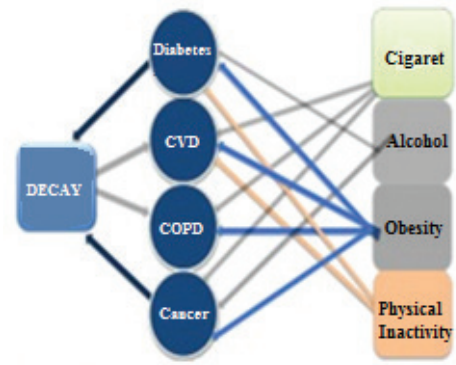 Diabetes
Cigaret
CVD
Alcohol
DECAY
COPD
Obesity
Cancer
Physical
Inactivity